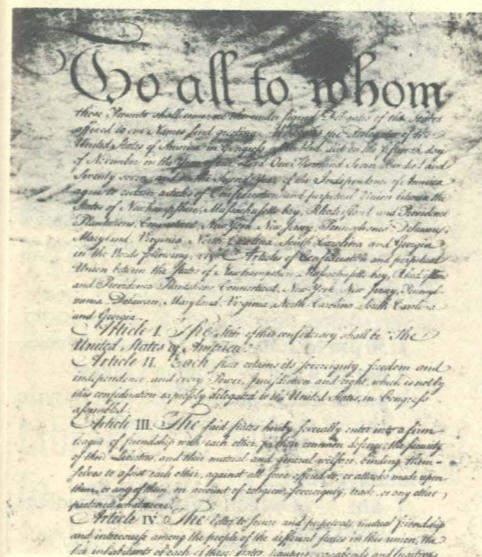 To all to whom
these Presents shall come, we the under signed Delegates of the States
affixed to our Names send greeting. Whereas the Delegates of the
United States of America in Congress assembled did on the fifteenth day
of November in the Year of our Lord One Thousand Seven Hundred and
Seventy seven, and in the Second Year of the Independence of America
agree to certain articles of Confederation and perpetual Union between the
States of Newhampshire, Massachusetts bay, Rhodeisland and Providence
Plantations, Connecticut, New York, New Jersey, Pennsylvania, Delaware,
Maryland, Virginia, North Carolina, South Carolina and Georgia
in the Words following, viz. Articles of Confederation and perpetual
Union between the States of Newhampshire, Massachusetts bay, Rhodeisland
and Providence Plantations, Connecticut, New York, New Jersey, Pennsyl-
vania, Delaware, Maryland, Virginia, North Carolina, South Carolina
and Georgia.
Article I. The Stile of this confederacy shall be "The
United States of America."
Article II. Each state retains its sovereignty, freedom and
independence, and every Power, Jurisdiction and right, which is not by
this confederation expressly delegated to the United States, in Congress
assembled.
Article III. The said states hereby severally enter into a firm
league of friendship with each other, for their common defence, the security
of their Liberties, and their mutual and general welfare, binding them-
selves to assist each other, against all force offered to, or attacks made upon
them, or any of them, on account of religion, sovereignty, trade, or any other
pretence whatever.
Article IV. The better to secure and perpetuate mutual friendship
and intercourse among the people of the different states in this union, the
free inhabitants of each of these states, paupers, vagabonds and fugitives